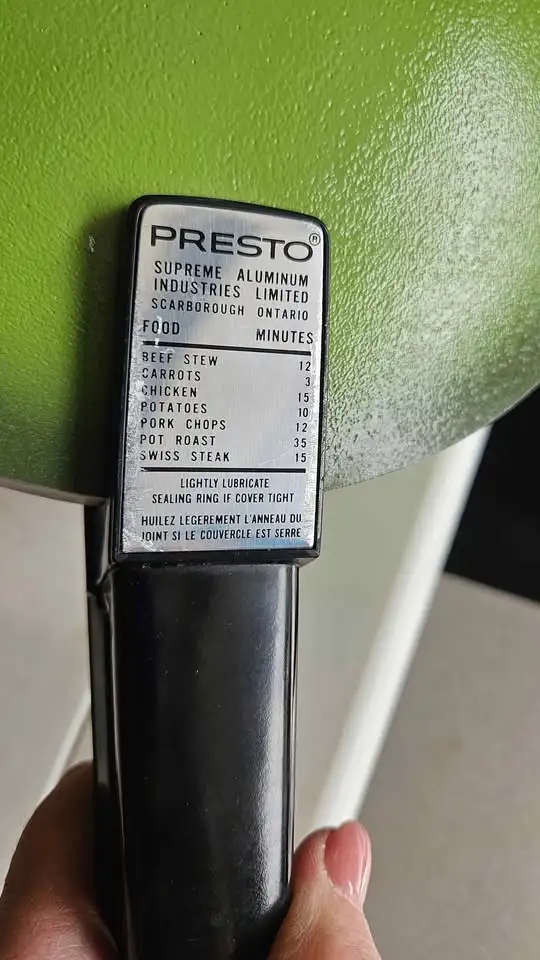 PRESTO®
SUPREME ALUMINUM
INDUSTRIES LIMITED
SCARBOROUGH ONTARIO
FOOD MINUTES
BEEF STEW 12
CARROTS 3
CHICKEN 15
POTATOES 10
PORK CHOPS 12
POT ROAST 35
SWISS STEAK 15
LIGHTLY LUBRICATE
SEALING RING IF COVER TIGHT
HUILEZ LEGEREMENT L'ANNEAU DU
JOINT SI LE COUVERCLE EST SERRE